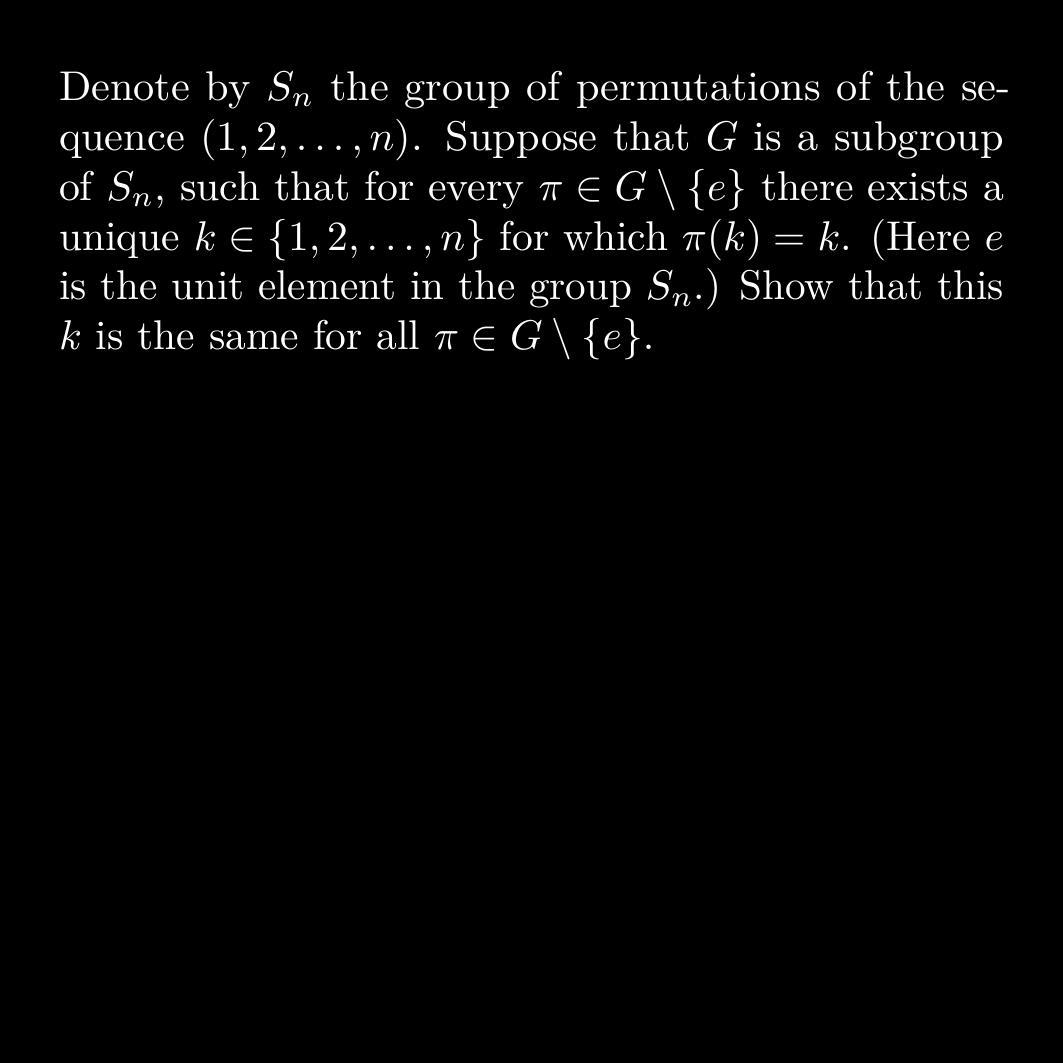 Denote by $S_n$ the group of permutations of the se-
quence $(1, 2, \ldots, n)$. Suppose that $G$ is a subgroup
of $S_n$, such that for every $\pi \in G \setminus \{e\}$ there exists a
unique $k \in \{1, 2, \ldots, n\}$ for which $\pi(k) = k$. (Here $e$
is the unit element in the group $S_n$.) Show that this
$k$ is the same for all $\pi \in G \setminus \{e\}$.